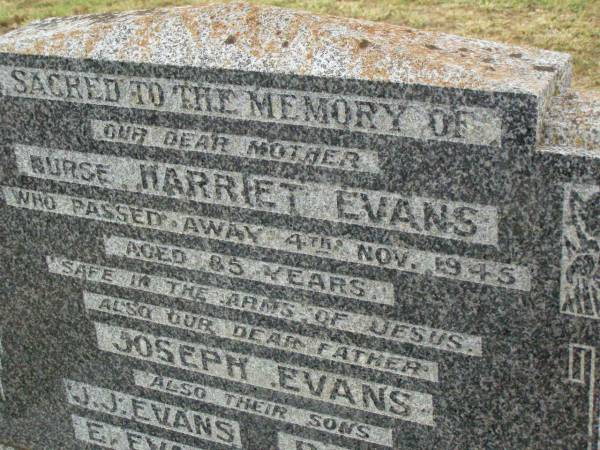 SACRED TO THE MEMORY OF
OUR DEAR MOTHER
NURSE HARRIET EVANS
WHO PASSED AWAY 4TH NOV. 1945
AGED 85 YEARS.
SAFE IN THE ARMS OF JESUS.
ALSO OUR DEAR FATHER
JOSEPH EVANS
ALSO THEIR SONS
J.J. EVANS